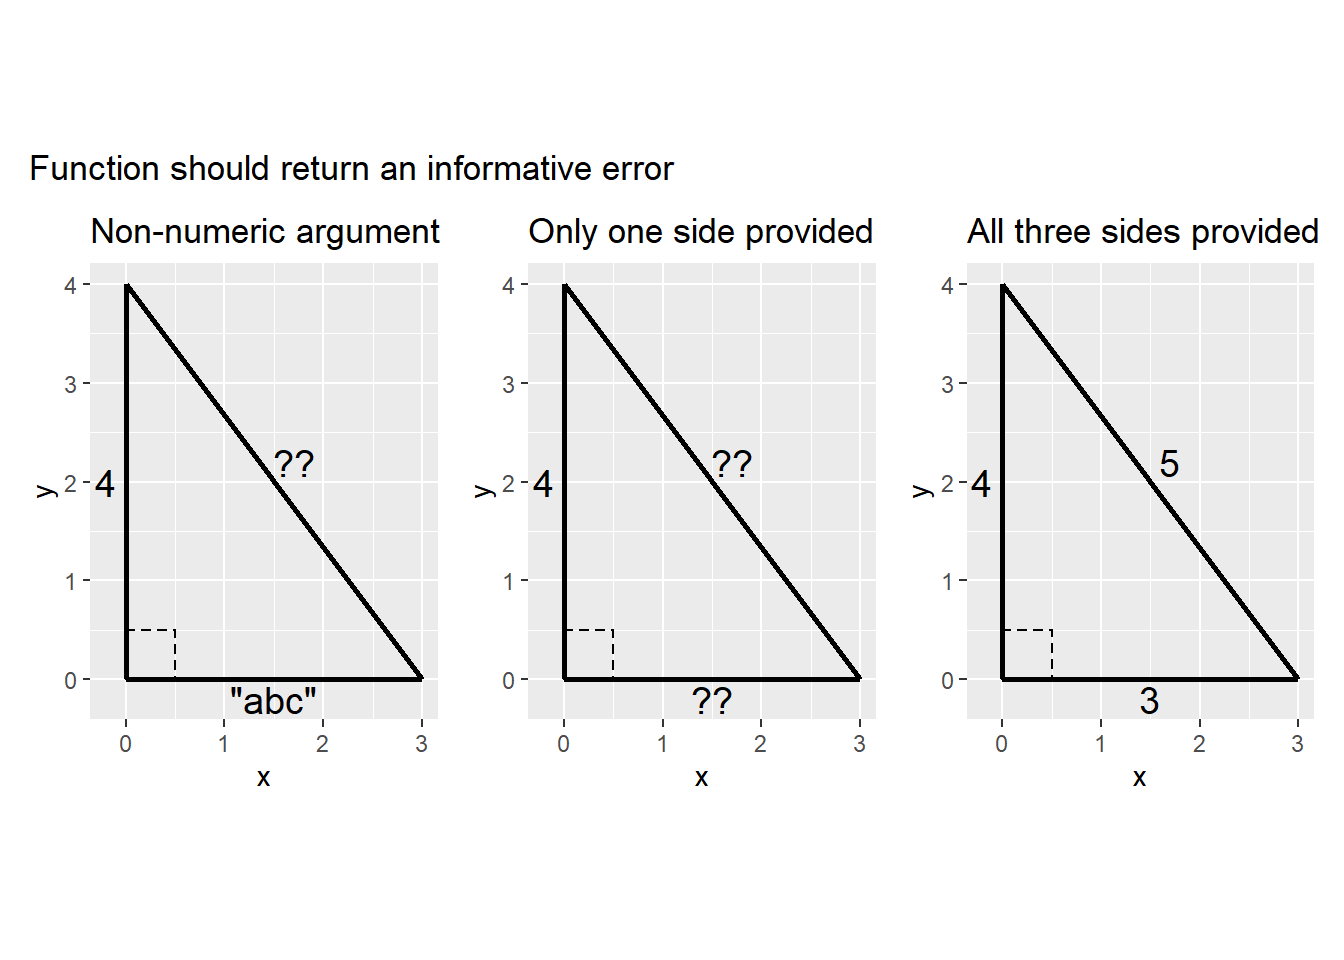 Function should return an informative error
Non-numeric argument
4
3
2
1
0
y
4
??
"abc"
0 1 2 3
x
Only one side provided
4
3
2
1
0
y
4
??
??
0 1 2 3
x
All three sides provided
4
3
2
1
0
y
4
5
3
0 1 2 3
x